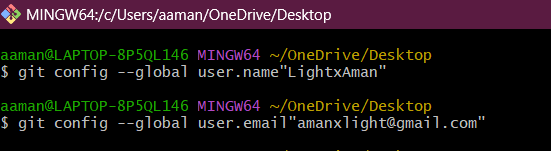 MINGW64:/c/Users/aaman/OneDrive/Desktop
aaman@LAPTOP-8P5QL146 MINGW64 ~/OneDrive/Desktop
$ git config --global user.name"LightxAman"
aaman@LAPTOP-8P5QL146 MINGW64 ~/OneDrive/Desktop
$ git config --global user.email"amanxlight@gmail.com"